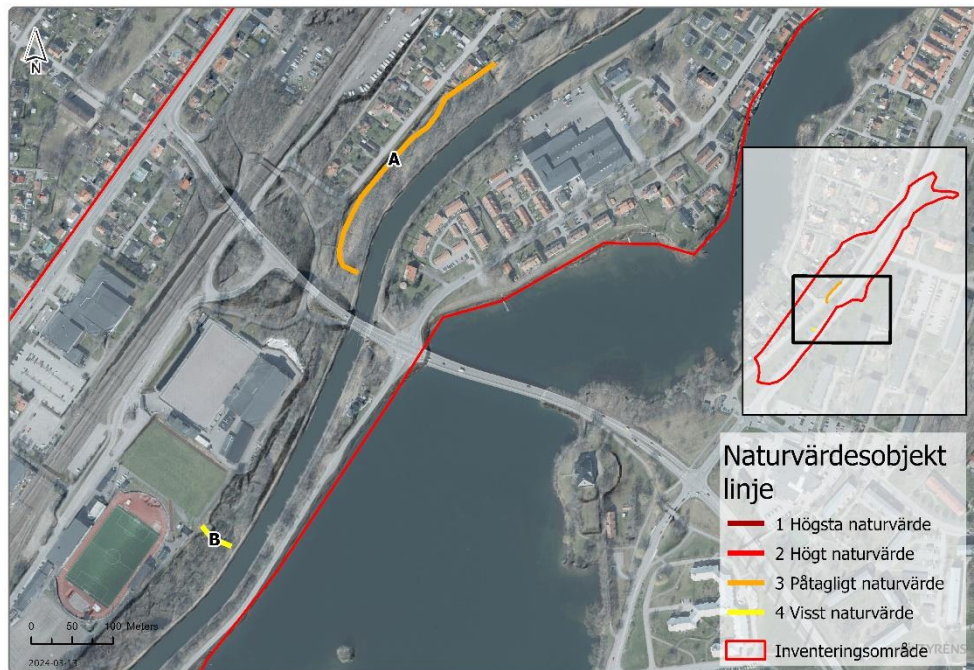 N
A
B
Naturvärdesobjekt
linje
1 Högsta naturvärde
2 Högt naturvärde
3 Påtagligt naturvärde
4 Visst naturvärde
Inventeringsområde
0 50 100 Meters
2024-03-13